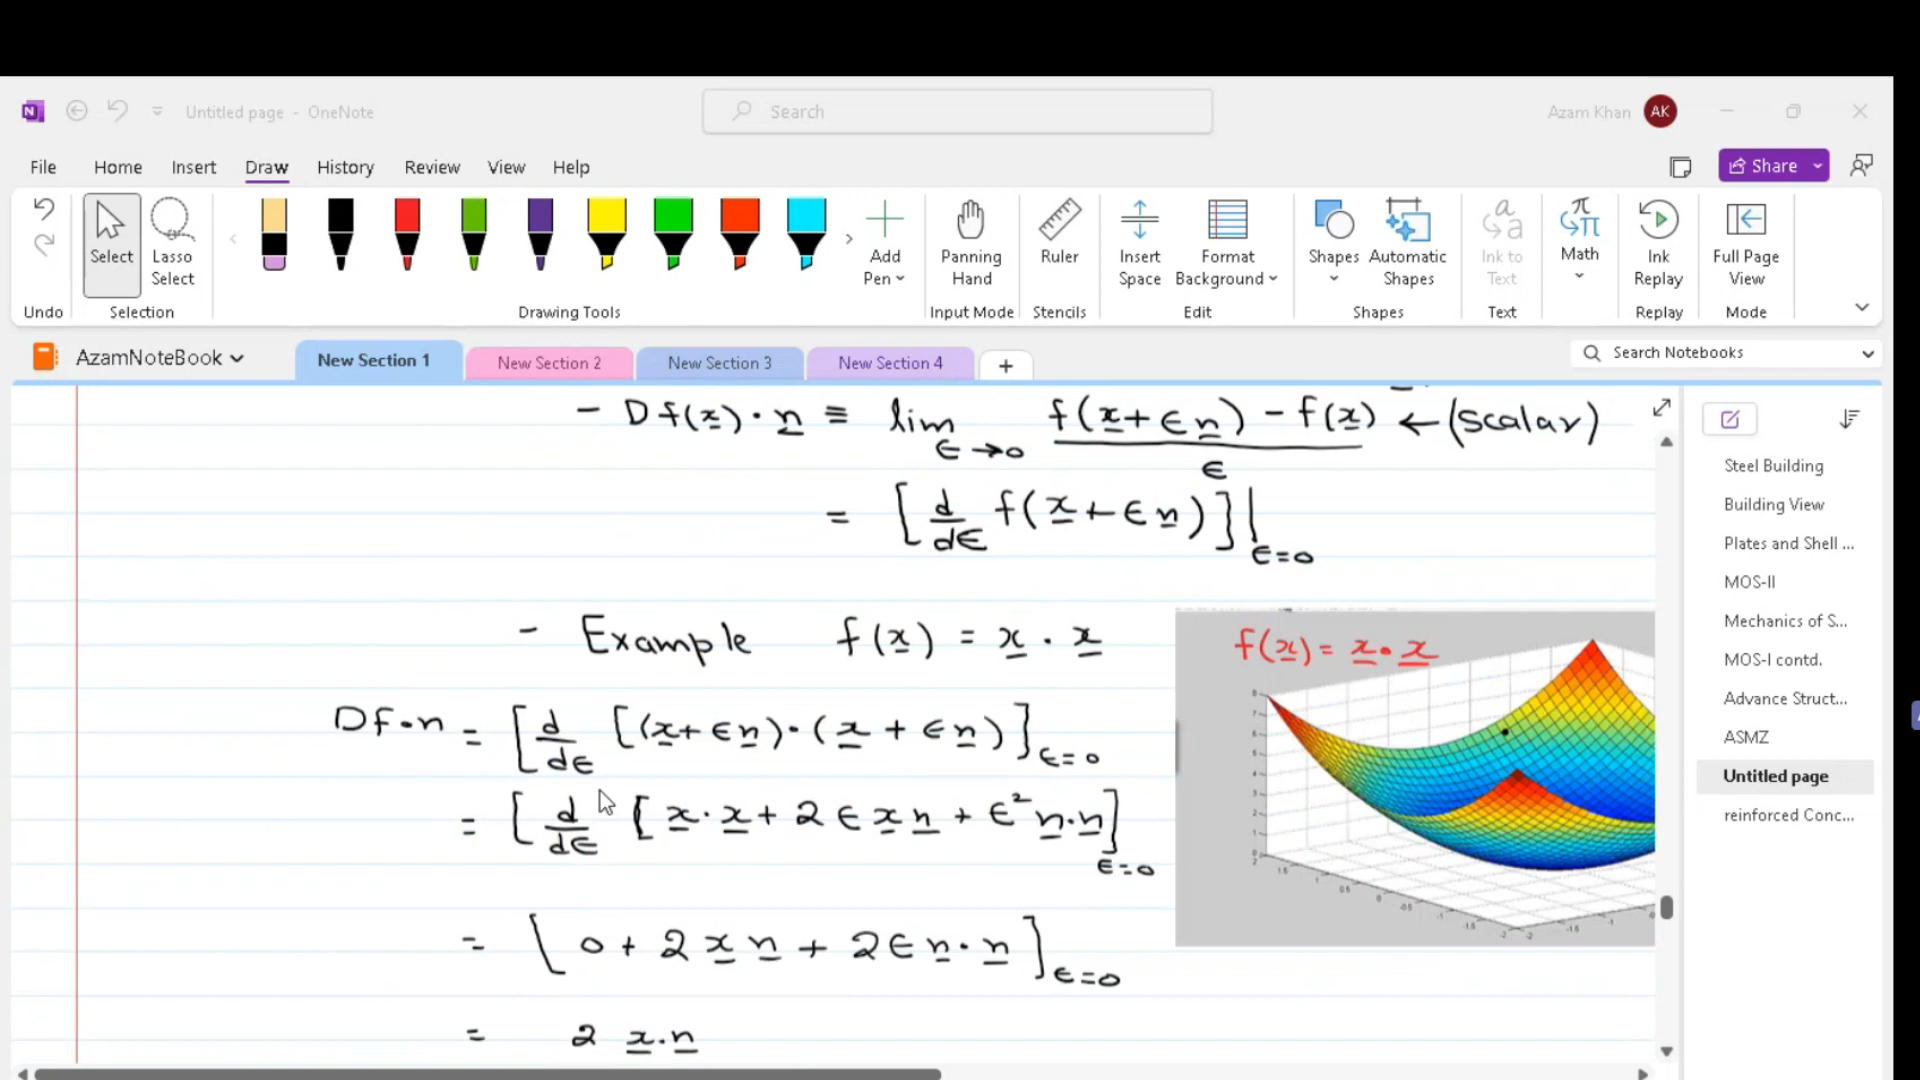 Untitled page - OneNote
Search
Azam Khan AK
File Home Insert Draw History Review View Help
Share
Select
Lasso Select
Add Pen
Panning Hand
Ruler
Insert Space
Format Background
Shapes
Automatic Shapes
Ink to Text
Math
Ink Replay
Full Page View
Undo Selection Drawing Tools Input Mode Stencils Edit Shapes Text Replay Mode
AzamNoteBook New Section 1 New Section 2 New Section 3 New Section 4 +
Search Notebooks
- Df(x)·n ≡ lim ϵ→0 f(x+ϵn) - f(x) / ϵ ← (scalar)
= [d/dϵ f(x+ϵn)]|ϵ=0
- Example f(x) = x · x
Df·n = [d/dϵ [(x+ϵn)·(x+ϵn)]ϵ=0
= [d/dϵ [x·x + 2ϵ x n + ϵ² n·n]ϵ=0
= [0 + 2 x n + 2ϵ n·n]ϵ=0
= 2 x·n
f(x) = x·x
Steel Building
Building View
Plates and Shell ...
MOS-II
Mechanics of S...
MOS-I contd.
Advance Struct...
ASMZ
Untitled page
reinforced Conc...